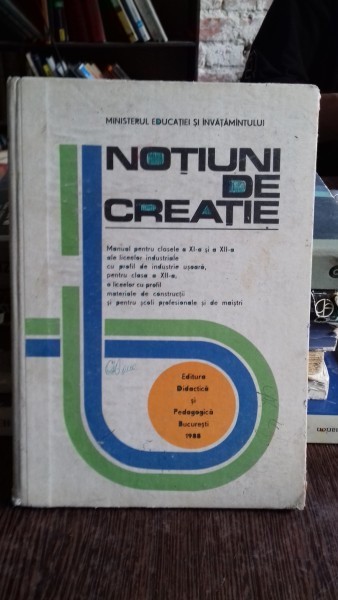 MINISTERUL EDUCAȚIEI ȘI ÎNVĂȚĂMÎNTULUI
NOȚIUNI
DE
CREAȚIE
Manual pentru clasele a XI-a și a XII-a
ale liceelor industriale
cu profil de industrie ușoară,
pentru clasa a XII-a,
a liceelor cu profil
materiale de construcții
și pentru școli profesionale și de maiștri
Editura
Didactică
și
Pedagogică
București
1988